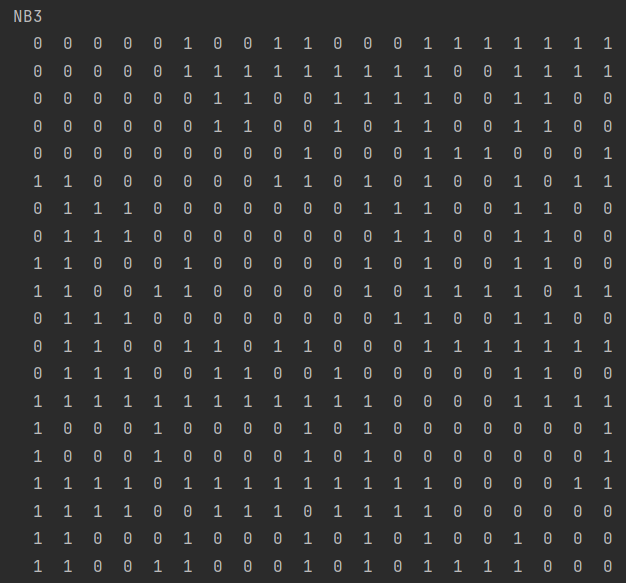 NB3
0 0 0 0 0 1 0 0 1 1 0 0 0 1 1 1 1 1 1 1
0 0 0 0 0 1 1 1 1 1 1 1 1 1 0 0 1 1 1 1
0 0 0 0 0 0 1 1 0 0 1 1 1 1 0 0 1 1 0 0
0 0 0 0 0 0 1 1 0 0 1 0 1 1 0 0 1 1 0 0
0 0 0 0 0 0 0 0 0 1 0 0 0 1 1 1 0 0 0 1
1 1 0 0 0 0 0 0 1 1 0 1 0 1 0 0 1 0 1 1
0 1 1 1 0 0 0 0 0 0 0 1 1 1 0 0 1 1 0 0
0 1 1 1 0 0 0 0 0 0 0 0 1 1 0 0 1 1 0 0
1 1 0 0 0 1 0 0 0 0 0 1 0 1 0 0 1 1 0 0
1 1 0 0 1 1 0 0 0 0 0 1 0 1 1 1 1 0 1 1
0 1 1 1 0 0 0 0 0 0 0 0 1 1 0 0 1 1 0 0
0 1 1 0 0 1 1 0 1 1 0 0 0 1 1 1 1 1 1 1
0 1 1 1 0 0 1 1 0 0 1 0 0 0 0 0 1 1 0 0
1 1 1 1 1 1 1 1 1 1 1 1 0 0 0 0 1 1 1 1
1 0 0 0 1 0 0 0 0 1 0 1 0 0 0 0 0 0 0 1
1 0 0 0 1 0 0 0 0 1 0 1 0 0 0 0 0 0 0 1
1 1 1 1 0 1 1 1 1 1 1 1 1 1 0 0 0 0 1 1
1 1 1 1 0 0 1 1 1 0 1 1 1 1 0 0 0 0 0 0
1 1 0 0 0 1 0 0 0 1 0 1 0 1 0 0 1 0 0 0
1 1 0 0 1 1 0 0 0 1 0 1 0 1 1 1 1 0 0 0